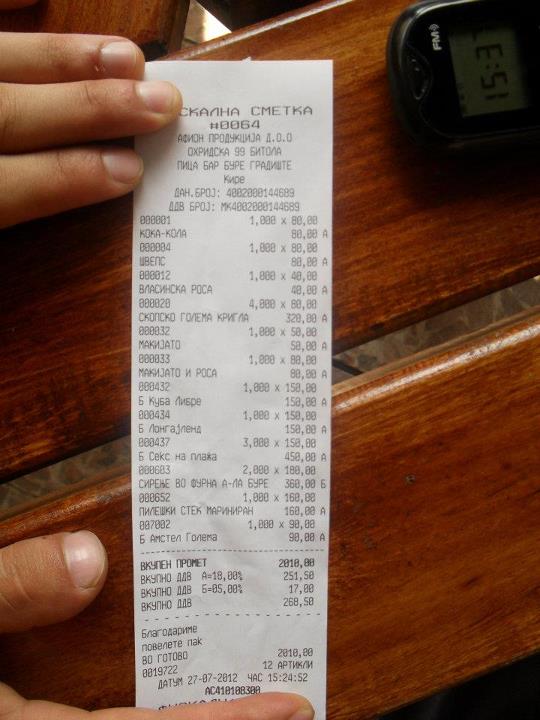 СКАЛНА СМЕТКА
#0064
АФИОН ПРОДУКЦИЈА Д.О.О
ОХРИДСКА 99 БИТОЛА
ПИЦА БАР БУРЕ ГРАДИШТЕ
Кире
ДАН.БРОЈ: 4002000144689
ДДВ БРОЈ: МК4002000144689
000001 1,000 x 80,00
КОКА-КОЛА 80,00 А
000004 1,000 x 80,00
ШВЕПС 80,00 А
000012 1,000 x 40,00
ВЛАСИНСКА РОСА 40,00 А
000020 4,000 x 80,00
СКОПСКО ГОЛЕМА КРИГЛА 320,00 А
000032 1,000 x 50,00
МАКИЈАТО 50,00 А
000033 1,000 x 80,00
МАКИЈАТО И РОСА 80,00 А
000432 1,000 x 150,00
Б Куба Либре 150,00 А
000434 1,000 x 150,00
Б Лонгајленд 150,00 А
000437 3,000 x 150,00
Б Секс на плажа 450,00 А
000603 2,000 x 180,00
СИРЕЊЕ ВО ФУРНА А-ЛА БУРЕ 360,00 Б
000652 1,000 x 160,00
ПИЛЕШКИ СТЕК МАРИНИРАН 160,00 А
007002 1,000 x 90,00
Б Амстел Голема 90,00 А
ВКУПЕН ПРОМЕТ 2010,00
ВКУПНО ДДВ А=18,00% 251,50
ВКУПНО ДДВ Б=05,00% 17,00
ВКУПНО ДДВ 268,50
Благодариме
повелете пак
ВО ГОТОВО 2010,00
0019722 12 АРТИКЛИ
ДАТУМ 27-07-2012 ЧАС 15:24:52
АС410108300
FM